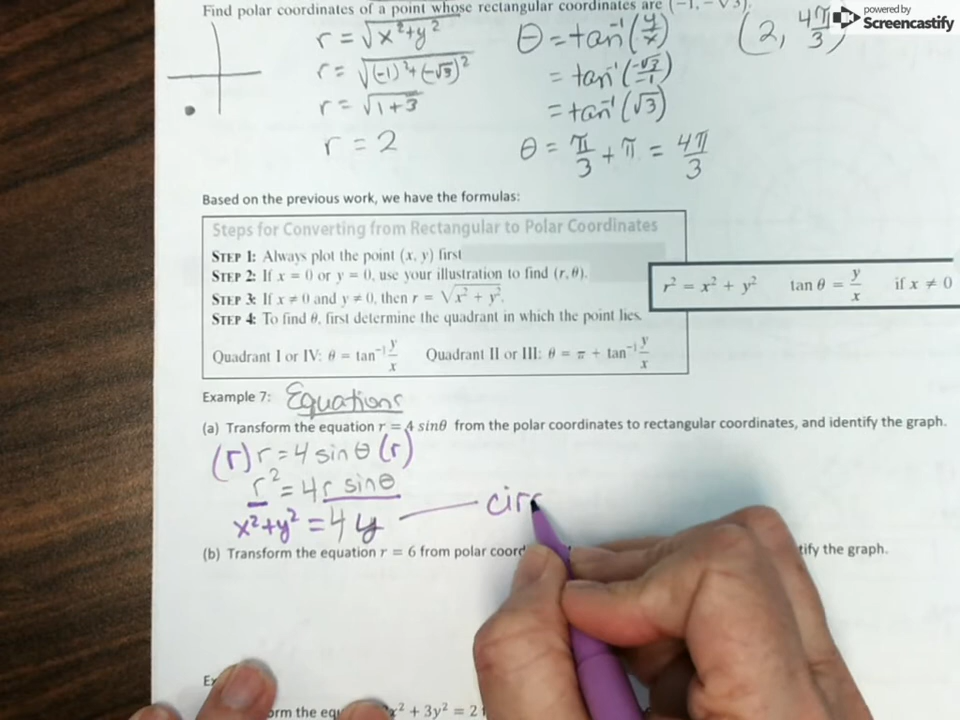 Find polar coordinates of a point whose rectangular coordinates are (−1, −√3).
powered by
Screencastify
r = √x²+y²
θ = tan⁻¹(y/x)
(2, 4π/3)
r = √(-1)²+(-√3)²
= tan⁻¹(-√3/-1)
r = √1+3
= tan⁻¹(√3)
r = 2
θ = π/3 + π = 4π/3
Based on the previous work, we have the formulas:
Steps for Converting from Rectangular to Polar Coordinates
STEP 1: Always plot the point (x, y) first
STEP 2: If x = 0 or y = 0, use your illustration to find (r, θ).
STEP 3: If x ≠ 0 and y ≠ 0, then r = √x² + y².
STEP 4: To find θ, first determine the quadrant in which the point lies.
Quadrant I or IV: θ = tan⁻¹ y/x Quadrant II or III: θ = π + tan⁻¹ y/x
r² = x² + y² tan θ = y/x if x ≠ 0
Example 7: Equations
(a) Transform the equation r = 4 sinθ from the polar coordinates to rectangular coordinates, and identify the graph.
(r) r = 4 sin θ (r)
r² = 4r sinθ
x²+y² = 4y — circ
(b) Transform the equation r = 6 from polar coord tify the graph.
x² + 3y² = 2